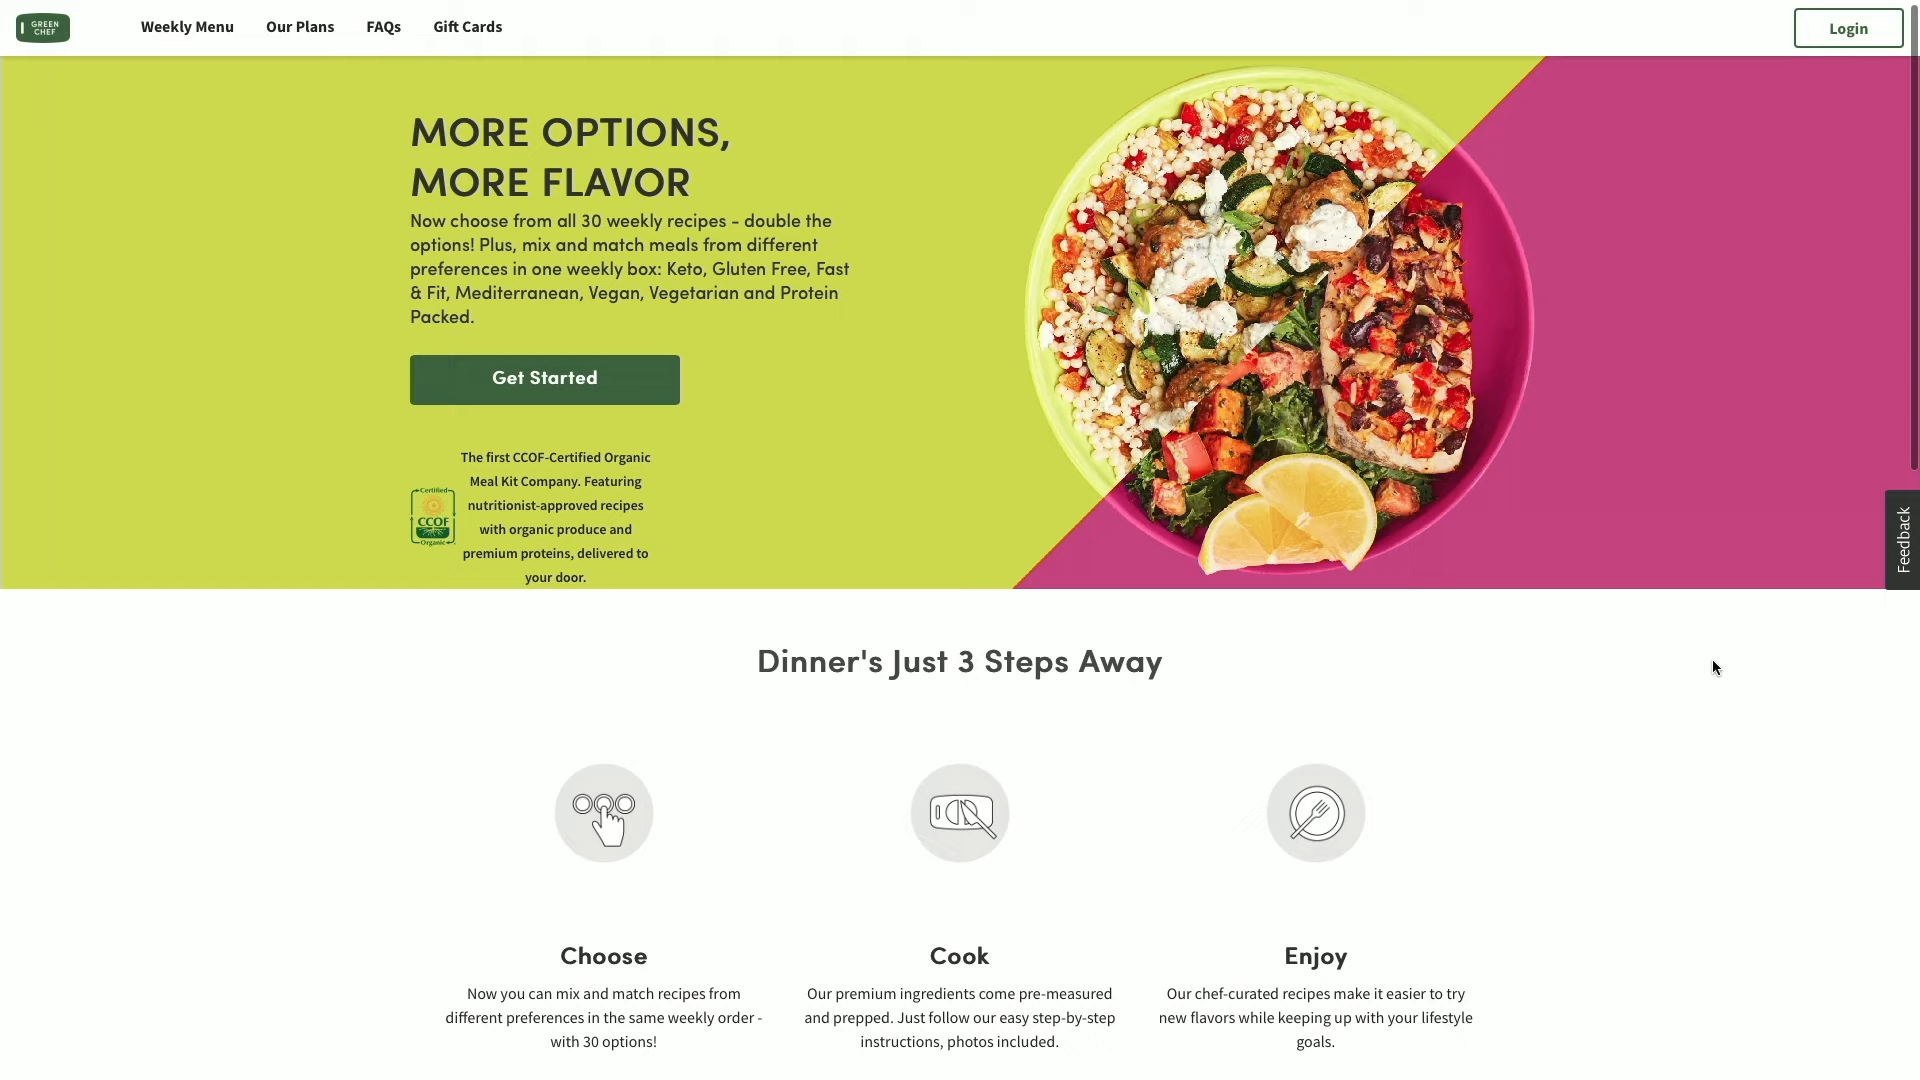 GREEN
CHEF
Weekly Menu
Our Plans
FAQs
Gift Cards
Login
MORE OPTIONS,
MORE FLAVOR
Now choose from all 30 weekly recipes - double the
options! Plus, mix and match meals from different
preferences in one weekly box: Keto, Gluten Free, Fast
& Fit, Mediterranean, Vegan, Vegetarian and Protein
Packed.
Get Started
Certified
CCOF
Organic
The first CCOF-Certified Organic
Meal Kit Company. Featuring
nutritionist-approved recipes
with organic produce and
premium proteins, delivered to
your door.
Feedback
Dinner's Just 3 Steps Away
Choose
Now you can mix and match recipes from
different preferences in the same weekly order -
with 30 options!
Cook
Our premium ingredients come pre-measured
and prepped. Just follow our easy step-by-step
instructions, photos included.
Enjoy
Our chef-curated recipes make it easier to try
new flavors while keeping up with your lifestyle
goals.